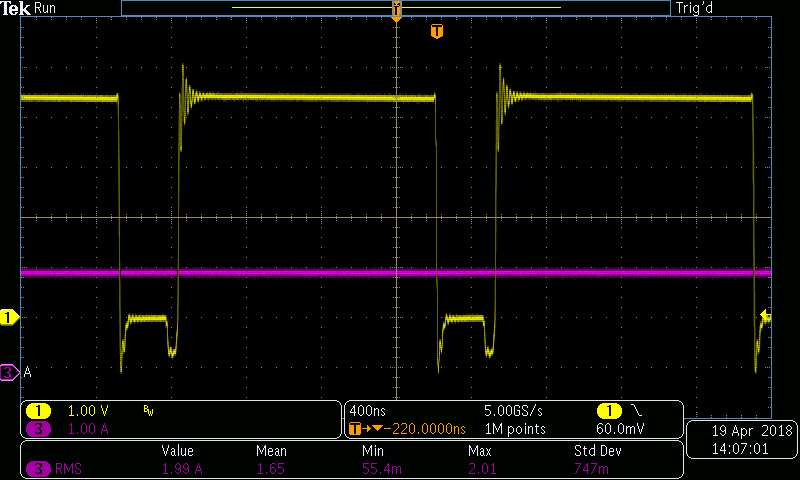 Tek Run Trig'd
T
T
1
3 A
1 1.00 V BW
3 1.00 A
400ns 5.00GS/s 1
T→▼−220.0000ns 1M points 60.0mV
19 Apr 2018
14:07:01
Value Mean Min Max Std Dev
3 RMS 1.99 A 1.65 55.4m 2.01 747m